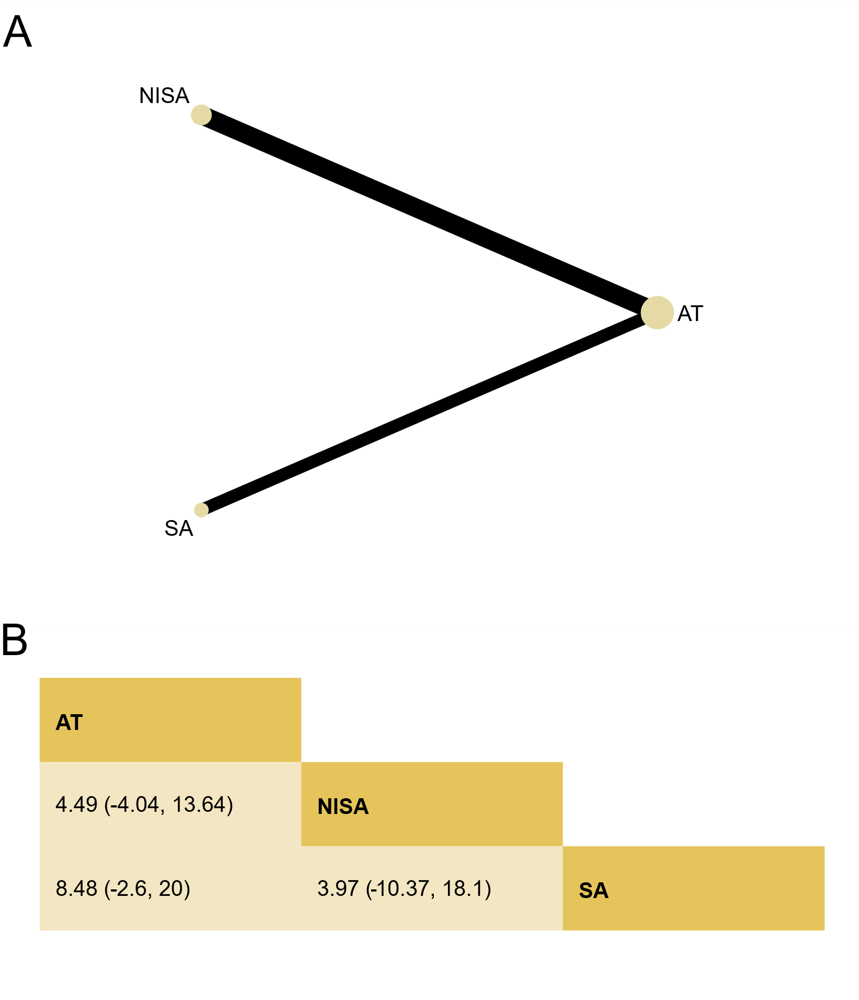 A
NISA
AT
SA
B
AT
4.49 (-4.04, 13.64)
NISA
8.48 (-2.6, 20)
3.97 (-10.37, 18.1)
SA